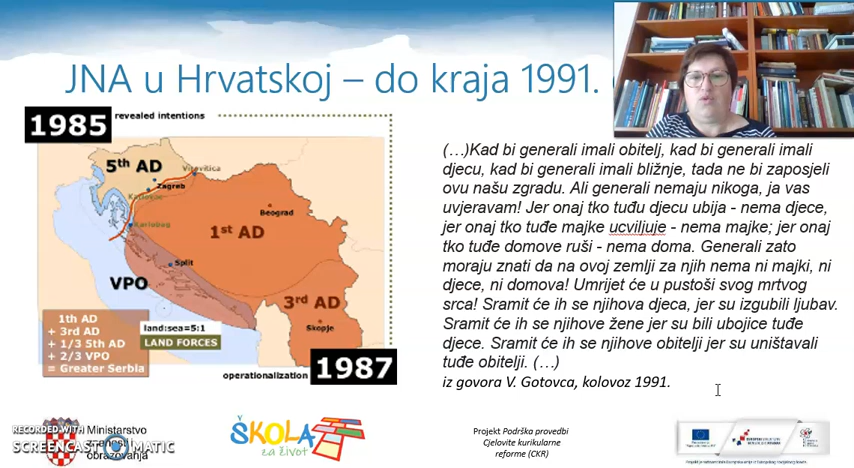 JNA u Hrvatskoj – do kraja 1991.
1985
revealed intentions
5th AD
Virovitica
Zagreb
Karlovac
Karlobag
Beograd
1st AD
Split
VPO
3rd AD
Skopje
1th AD
+ 3rd AD
+ 1/3 5th AD
+ 2/3 VPO
= Greater Serbia
land:sea=5:1
LAND FORCES
operationalization
1987
(…)Kad bi generali imali obitelj, kad bi generali imali
djecu, kad bi generali imali bližnje, tada ne bi zaposjeli
ovu našu zgradu. Ali generali nemaju nikoga, ja vas
uvjeravam! Jer onaj tko tuđu djecu ubija - nema djece,
jer onaj tko tuđe majke ucviljuje - nema majke; jer onaj
tko tuđe domove ruši - nema doma. Generali zato
moraju znati da na ovoj zemlji za njih nema ni majki, ni
djece, ni domova! Umrijet će u pustoši svog mrtvog
srca! Sramit će ih se njihova djeca, jer su izgubili ljubav.
Sramit će ih se njihove žene jer su bili ubojice tuđe
djece. Sramit će ih se njihove obitelji jer su uništavali
tuđe obitelji. (…)
iz govora V. Gotovca, kolovoz 1991.
RECORDED WITH
SCREENCAST MATIC
Ministarstvo
znanosti
obrazovanja
ŠKOLA
za život
Projekt Podrška provedbi
Cjelovite kurikularne
reforme (CKR)